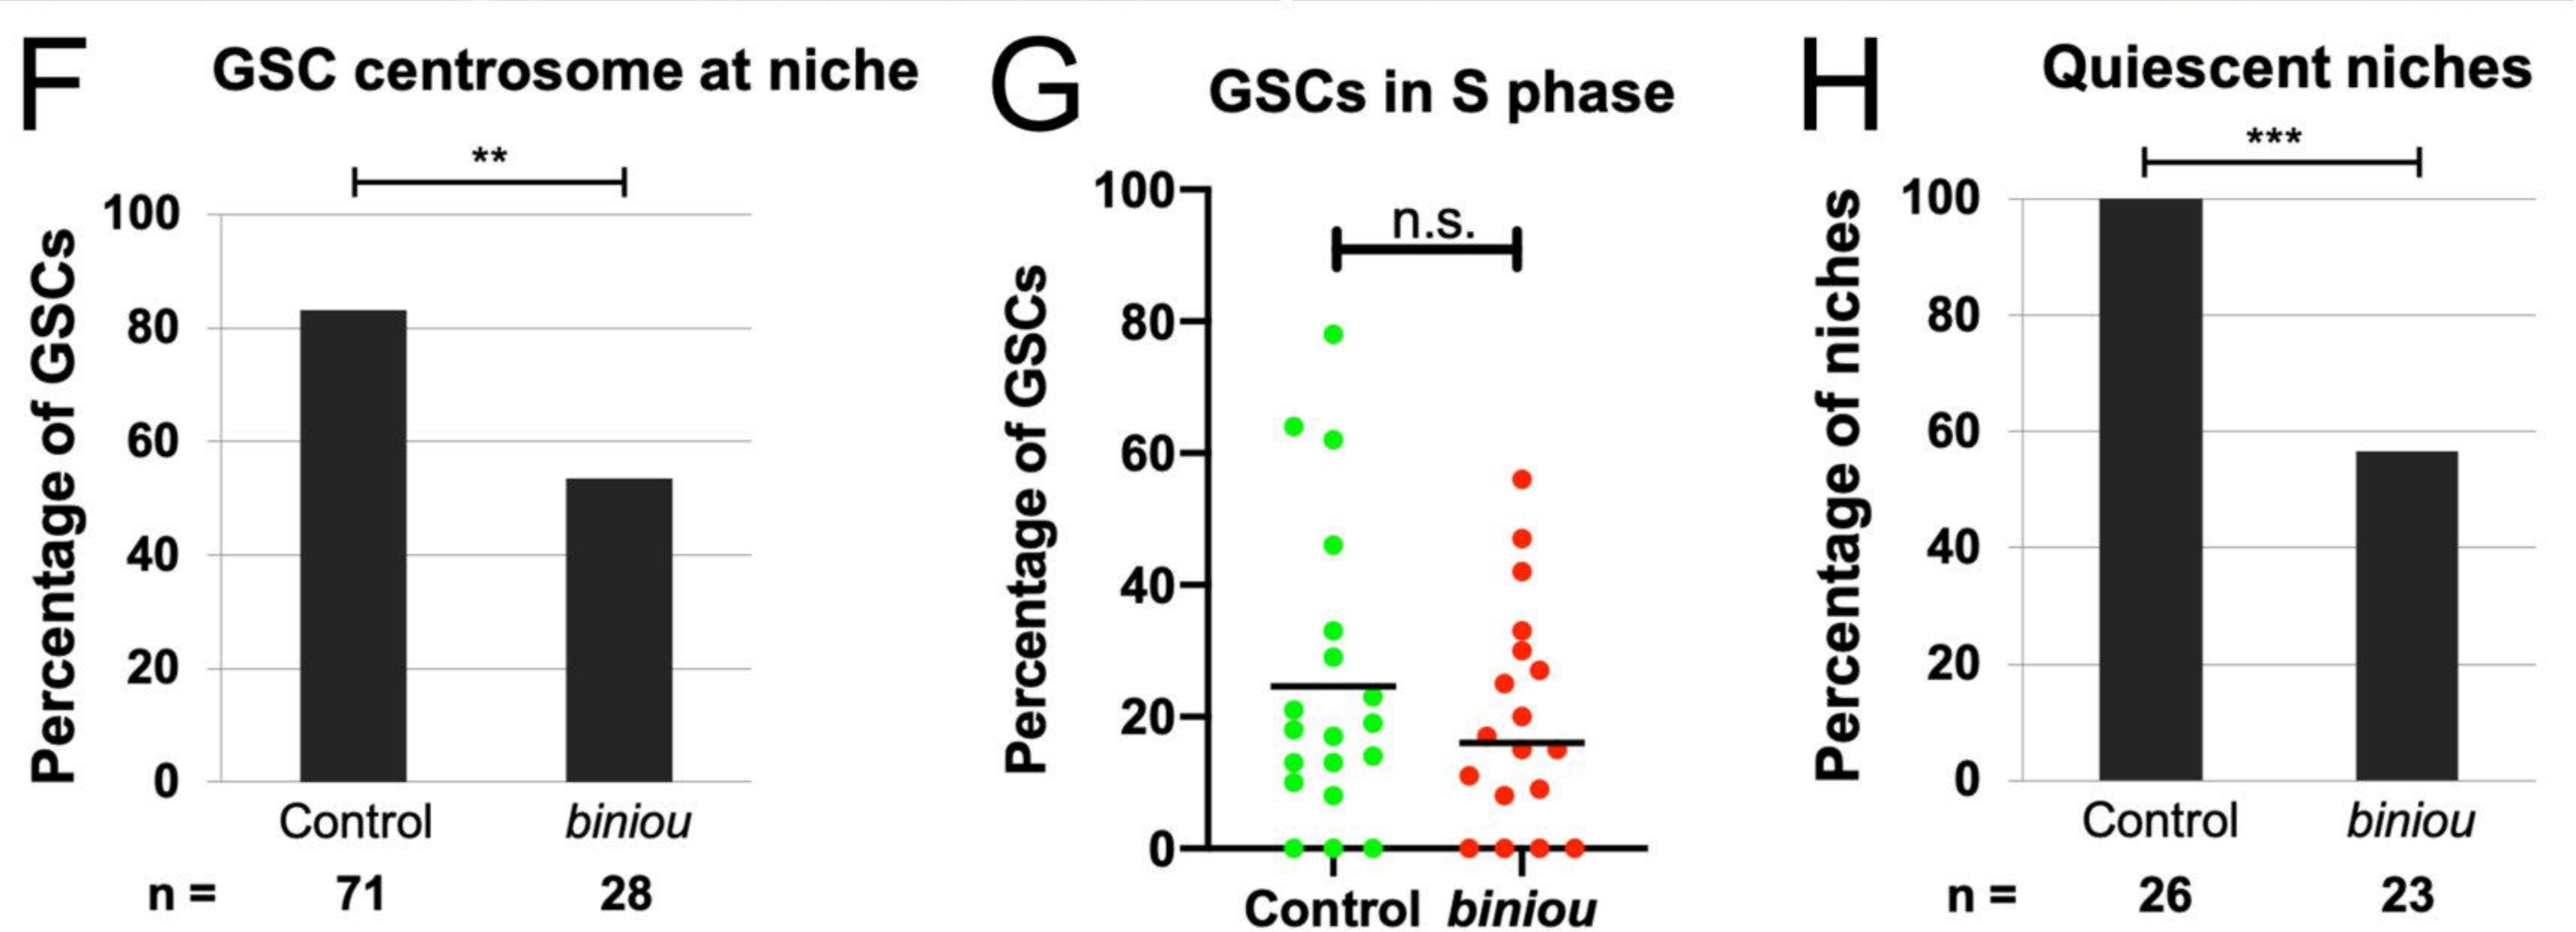 F
GSC centrosome at niche
**
Percentage of GSCs
100
80
60
40
20
0
Control biniou
n = 71 28
G
GSCs in S phase
n.s.
Percentage of GSCs
100
80
60
40
20
0
Control biniou
H
Quiescent niches
***
Percentage of niches
100
80
60
40
20
0
Control biniou
n = 26 23